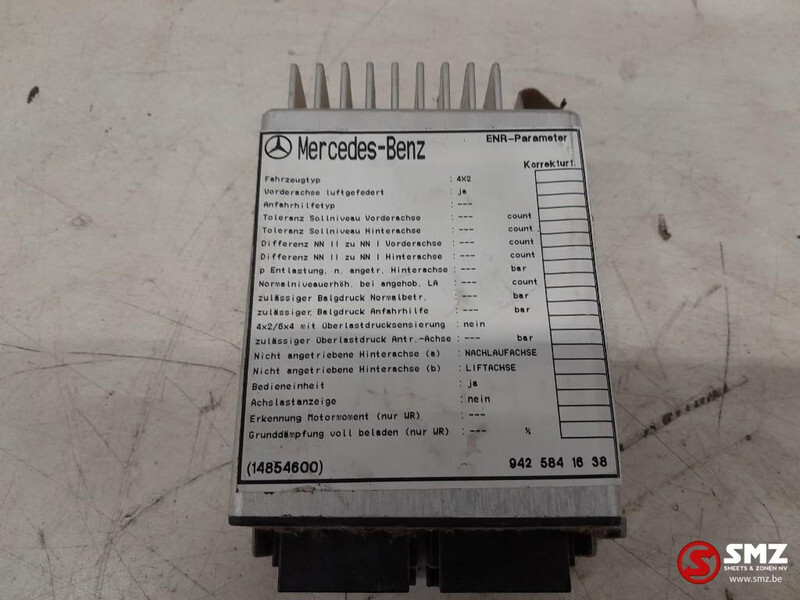 ENR-Parameter
Mercedes-Benz
Korrekturf.
Fahrzeugtyp : 4X2
Vorderachse luftgefedert : ja
Anfahrhilfetyp : ---
Toleranz Sollniveau Vorderachse : --- count
Toleranz Sollniveau Hinterachse : --- count
Differenz NN II zu NN I Vorderachse : --- count
Differenz NN II zu NN I Hinterachse : --- count
p Entlastung. n. angetr. Hinterachse : --- bar
Normalniveauerhöh. bei angehob. LA : --- count
zulässiger Balgdruck Normalbetr. : --- bar
zulässiger. Balgdruck Anfahrhilfe : --- bar
4x2/6x4 mit Überlastdrucksensierung : nein
zulässiger Überlastdruck Antr.-Achse : --- bar
Nicht angetriebene Hinterachse (a) : NACHLAUFACHSE
Nicht angetriebene Hinterachse (b) : LIFTACHSE
Bedieneinheit : ja
Achslastanzeige : nein
Erkennung Motormoment (nur WR) : ---
Grunddämpfung voll beladen (nur WR) : --- %
(14854600) 942 584 16 38
SMZ
SMEETS & ZONEN NV
www.smz.be